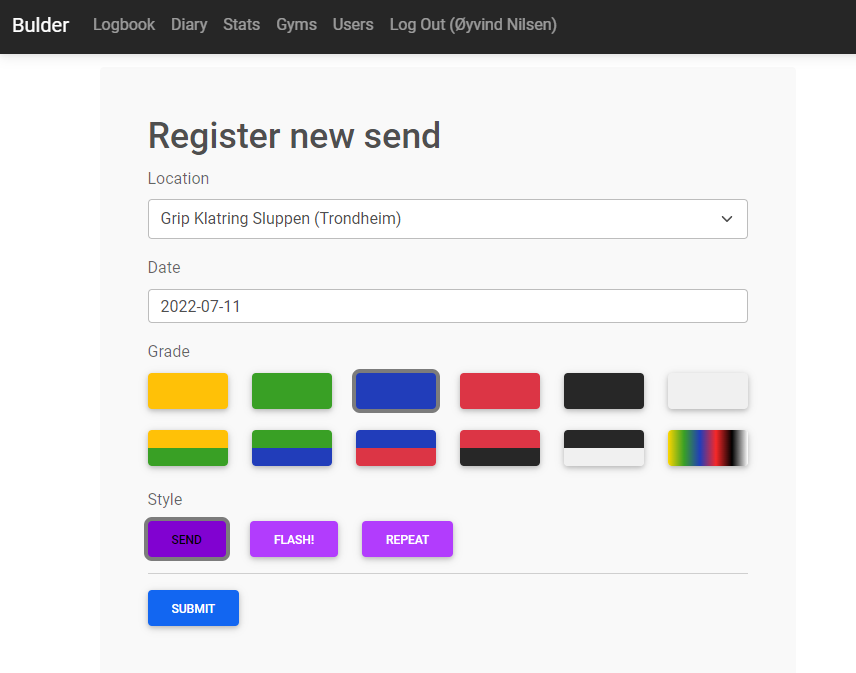 Bulder Logbook Diary Stats Gyms Users Log Out (Øyvind Nilsen)
Register new send
Location
Grip Klatring Sluppen (Trondheim)
Date
2022-07-11
Grade
Style
SEND FLASH! REPEAT
SUBMIT